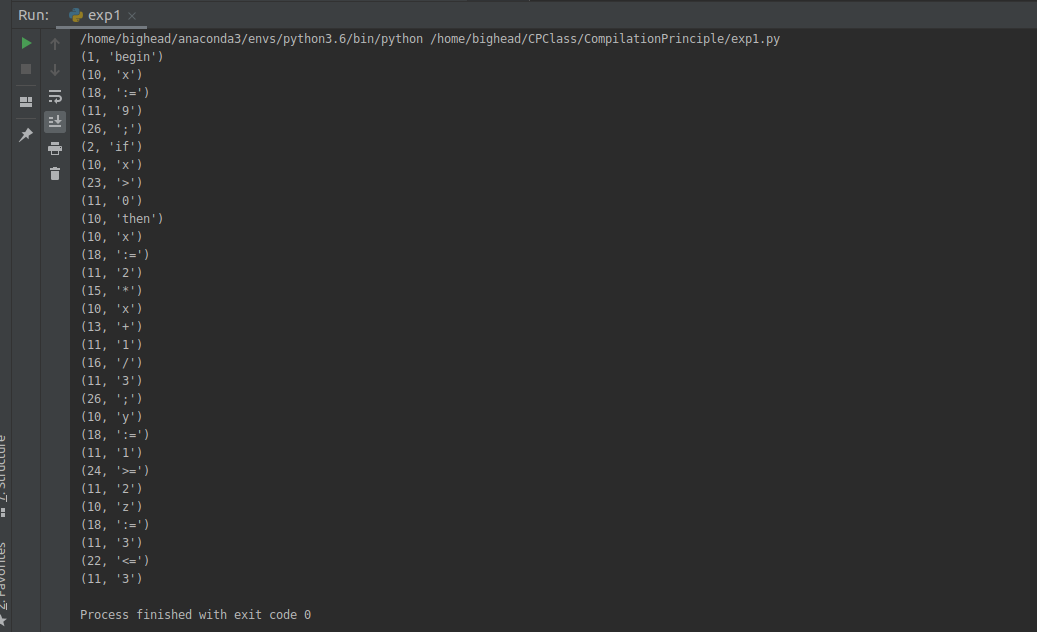 Run: exp1
/home/bighead/anaconda3/envs/python3.6/bin/python /home/bighead/CPClass/CompilationPrinciple/exp1.py
(1, 'begin')
(10, 'x')
(18, ':=')
(11, '9')
(26, ';')
(2, 'if')
(10, 'x')
(23, '>')
(11, '0')
(10, 'then')
(10, 'x')
(18, ':=')
(11, '2')
(15, '*')
(10, 'x')
(13, '+')
(11, '1')
(16, '/')
(11, '3')
(26, ';')
(10, 'y')
(18, ':=')
(11, '1')
(24, '>=')
(11, '2')
(10, 'z')
(18, ':=')
(11, '3')
(22, '<=')
(11, '3')
Process finished with exit code 0
7: Structure
2: Favorites